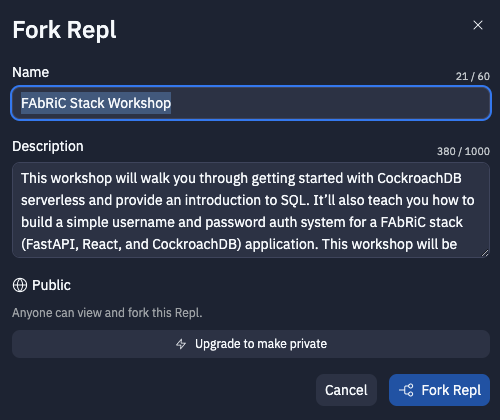 Fork Repl
Name
21 / 60
FAbRiC Stack Workshop
Description
380 / 1000
This workshop will walk you through getting started with CockroachDB
serverless and provide an introduction to SQL. It’ll also teach you how to
build a simple username and password auth system for a FAbRiC stack
(FastAPI, React, and CockroachDB) application. This workshop will be
Public
Anyone can view and fork this Repl.
Upgrade to make private
Cancel
Fork Repl